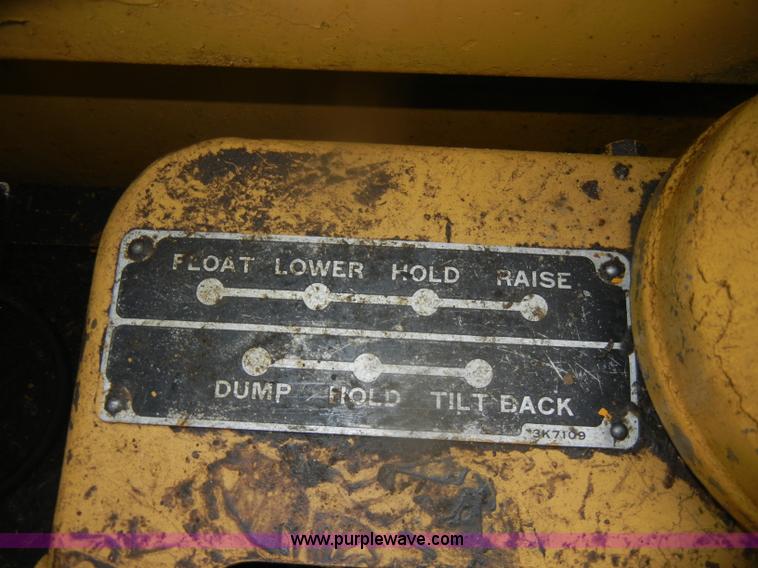 FLOAT LOWER HOLD RAISE
DUMP HOLD TILT BACK
3K7109
www.purplewave.com